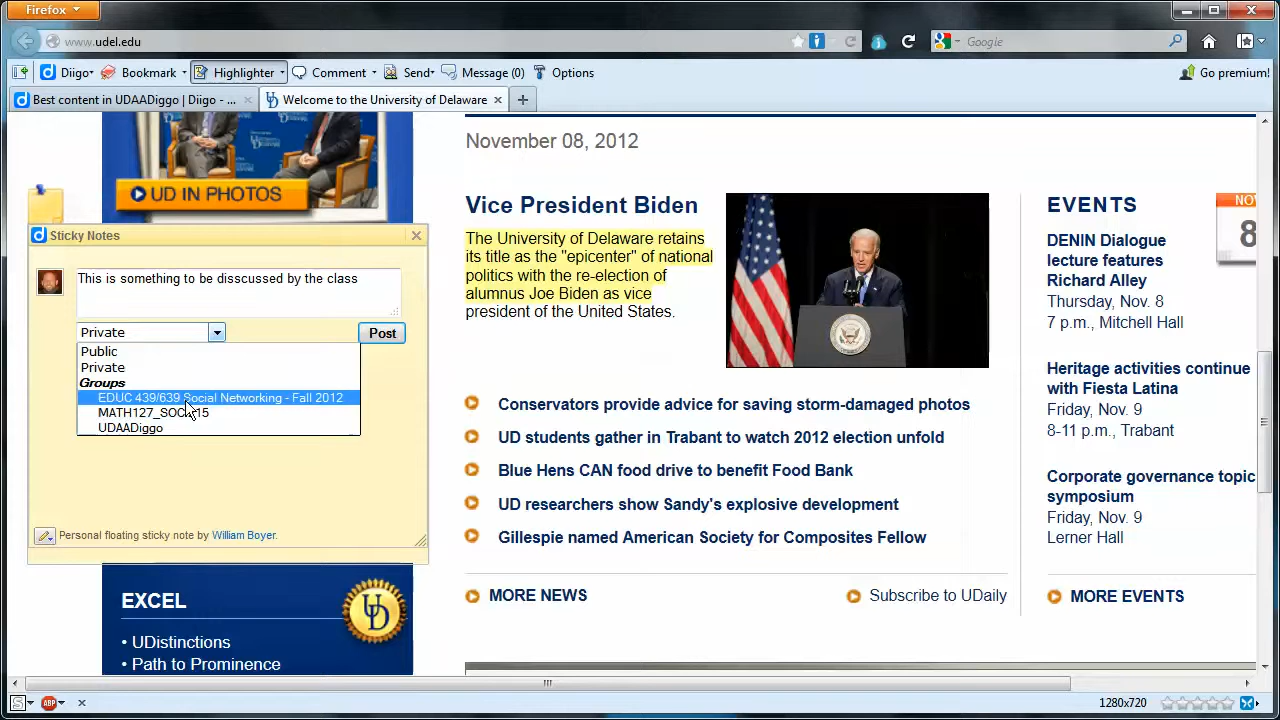 Firefox
www.udel.edu
Google
Diigo
Bookmark
Highlighter
Comment
Send
Message (0)
Options
Go premium!
Best content in UDAADiggo | Diigo - ...
Welcome to the University of Delaware
UD IN PHOTOS
Sticky Notes
This is something to be disscussed by the class
Private
Post
Public
Private
Groups
EDUC 439/639 Social Networking - Fall 2012
UDAADiggo
Personal floating sticky note by William Boyer.
EXCEL
UD
• UDistinctions
• Path to Prominence
November 08, 2012
Vice President Biden
The University of Delaware retains
its title as the "epicenter" of national
politics with the re-election of
alumnus Joe Biden as vice
president of the United States.
Conservators provide advice for saving storm-damaged photos
UD students gather in Trabant to watch 2012 election unfold
Blue Hens CAN food drive to benefit Food Bank
UD researchers show Sandy's explosive development
Gillespie named American Society for Composites Fellow
MORE NEWS
Subscribe to UDaily
EVENTS
NOV
8
DENIN Dialogue
lecture features
Richard Alley
Thursday, Nov. 8
7 p.m., Mitchell Hall
Heritage activities continue
with Fiesta Latina
Friday, Nov. 9
8-11 p.m., Trabant
Corporate governance topic
symposium
Friday, Nov. 9
Lerner Hall
MORE EVENTS
S
ABP
1280x720